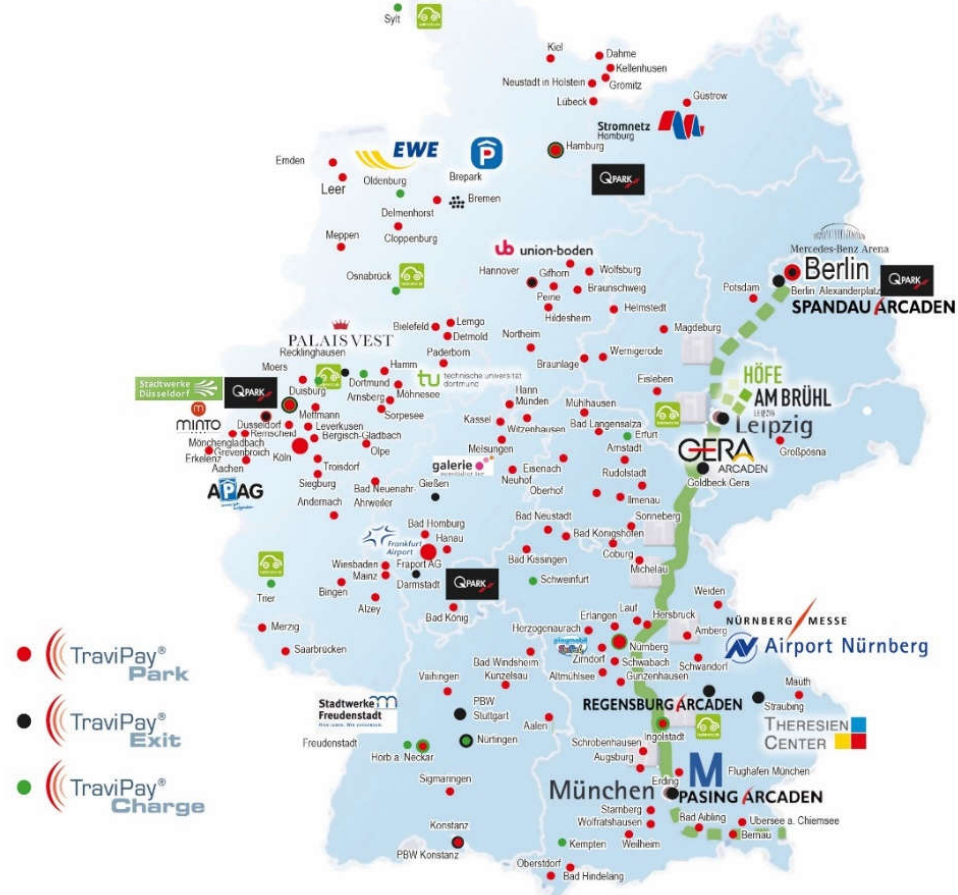 Sylt
Kiel
Dahme
Kellenhusen
Grömitz
Neustadt in Holstein
Lübeck
Güstrow
Stromnetz
Hamburg
Hamburg
QPARK
Emden
Leer
EWE
Oldenburg
Brepark
Bremen
Delmenhorst
Cloppenburg
Meppen
Osnabrück
ub union-boden
Hannover
Gifhorn
Wolfsburg
Peine
Braunschweig
Hildesheim
Helmstedt
Mercedes-Benz Arena
Berlin
Berlin Alexanderplatz
QPARK
Potsdam
SPANDAU ARCADEN
Magdeburg
PALAIS VEST
Recklinghausen
Bielefeld
Lemgo
Detmold
Paderborn
Northeim
Braunlage
Wernigerode
Eisleben
HÖFE
AM BRÜHL
LEIPZIG
Leipzig
Großpösna
Stadtwerke
Düsseldorf
QPARK
Moers
Duisburg
Dortmund
Hamm
Arnsberg
Möhnesee
Sorpesee
tu technische universität
dortmund
Hann
Münden
Kassel
Witzenhausen
Melsungen
Mühlhausen
Bad Langensalza
Erfurt
Arnstadt
Rudolstadt
Ilmenau
GERA
ARCADEN
Goldbeck Gera
m
MINTO
Mettmann
Düsseldorf
Leverkusen
Remscheid
Bergisch-Gladbach
Mönchengladbach
Grevenbroich
Erkelenz
Köln
Olpe
Aachen
Troisdorf
Siegburg
APAG
Andernach
Bad Neuenahr-
Ahrweiler
galerie
Gießen
Neuhof
Eisenach
Oberhof
Bad Neustadt
Bad Königshofen
Sonneberg
Coburg
Michelau
Bad Kissingen
Schweinfurt
Frankfurt
Airport
Bad Homburg
Hanau
Fraport AG
Wiesbaden
Mainz
Darmstadt
Bingen
Alzey
QPARK
Bad König
Trier
Merzig
Saarbrücken
Weiden
Lauf
Hersbruck
Erlangen
Herzogenaurach
Nürnberg
Amberg
NÜRNBERG MESSE
Airport Nürnberg
playmobil
Zirndorf
Schwabach
Schwandorf
Altmühlsee
Gunzenhausen
Bad Windsheim
Kunzelsau
Vaihingen
PBW
Stuttgart
Nürtingen
Aalen
Stadtwerke
Freudenstadt
Freudenstadt
Horb a. Neckar
Sigmaringen
Konstanz
PBW Konstanz
REGENSBURG ARCADEN
Mauth
Straubing
THERESIEN
CENTER
Ingolstadt
Schrobenhausen
Augsburg
Erding
M
Flughafen München
München
PASING ARCADEN
Starnberg
Wolfratshausen
Weilheim
Bad Aibling
Übersee a. Chiemsee
Bernau
Kempten
Oberstdorf
Bad Hindelang
TraviPay®
Park
TraviPay®
Exit
TraviPay®
Charge